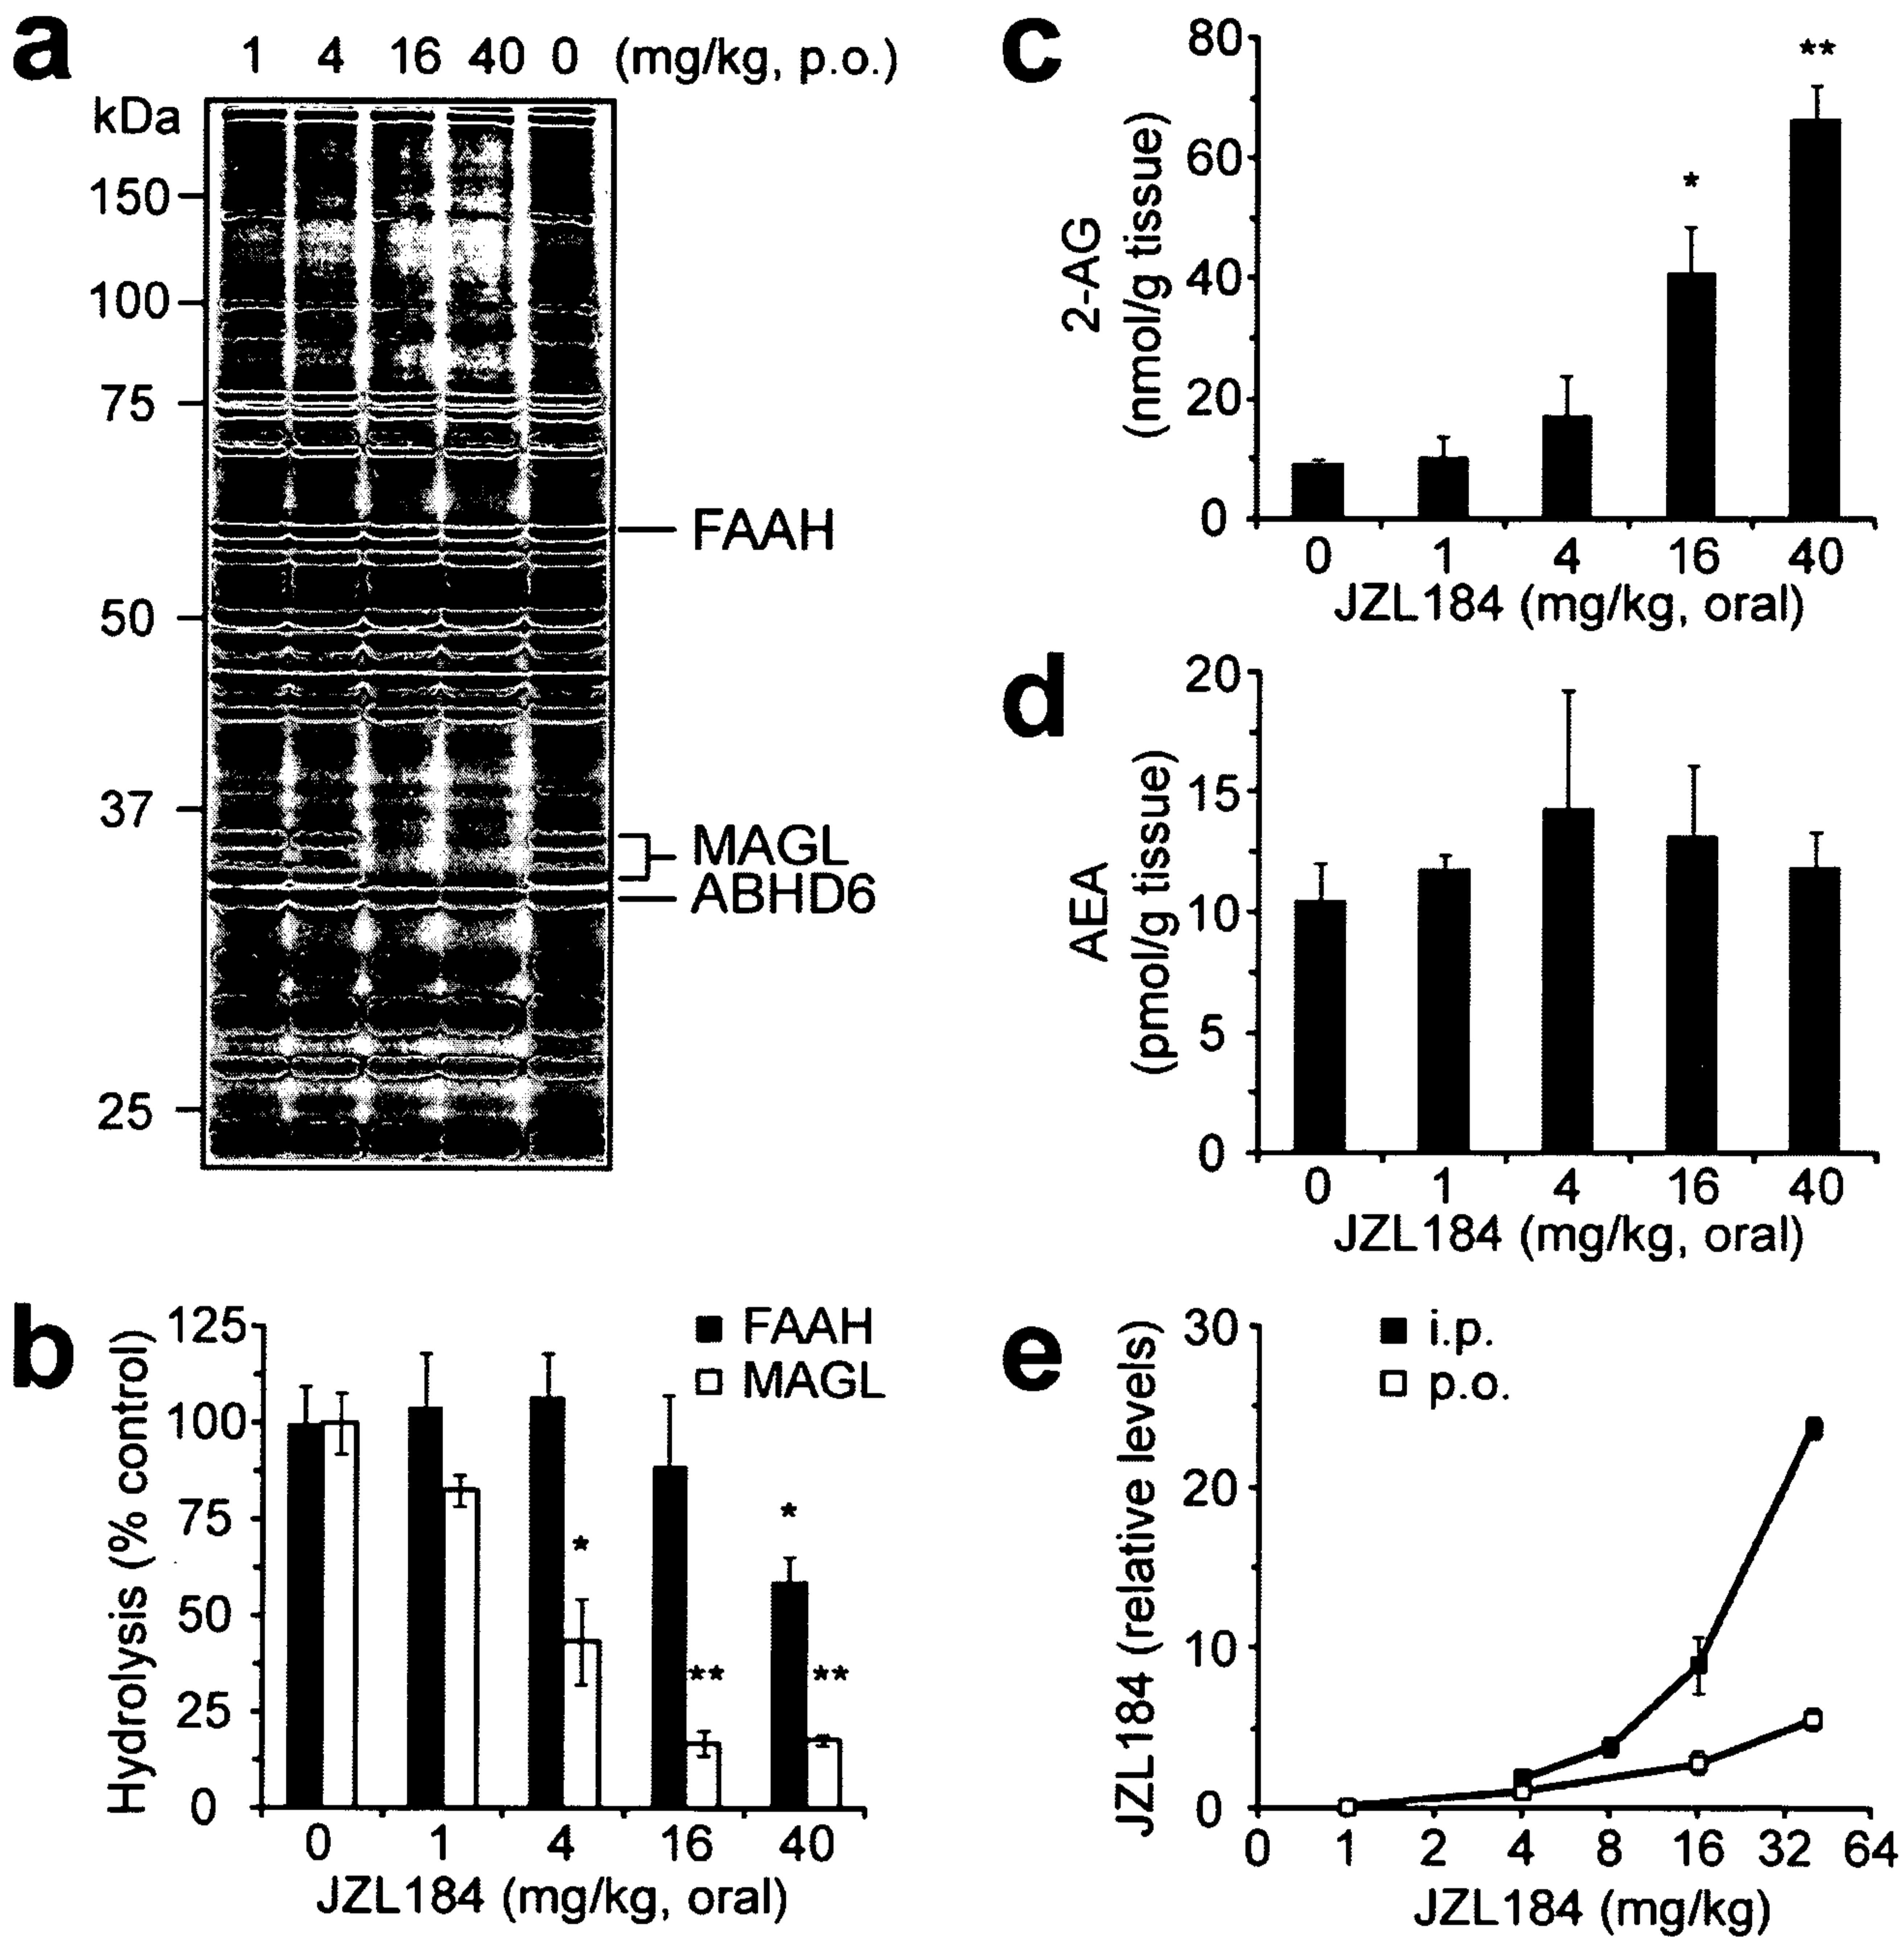 a
1 4 16 40 0 (mg/kg, p.o.)
kDa
150
100
75
50
37
25
FAAH
MAGL
ABHD6
b
Hydrolysis (% control)
125
100
75
50
25
0
FAAH
MAGL
*
**
*
**
0 1 4 16 40
JZL184 (mg/kg, oral)
c
2-AG
(nmol/g tissue)
80
60
40
20
0
*
**
0 1 4 16 40
JZL184 (mg/kg, oral)
d
AEA
(pmol/g tissue)
20
15
10
5
0
0 1 4 16 40
JZL184 (mg/kg, oral)
e
JZL184 (relative levels)
30
20
10
0
i.p.
p.o.
0 1 2 4 8 16 32 64
JZL184 (mg/kg)